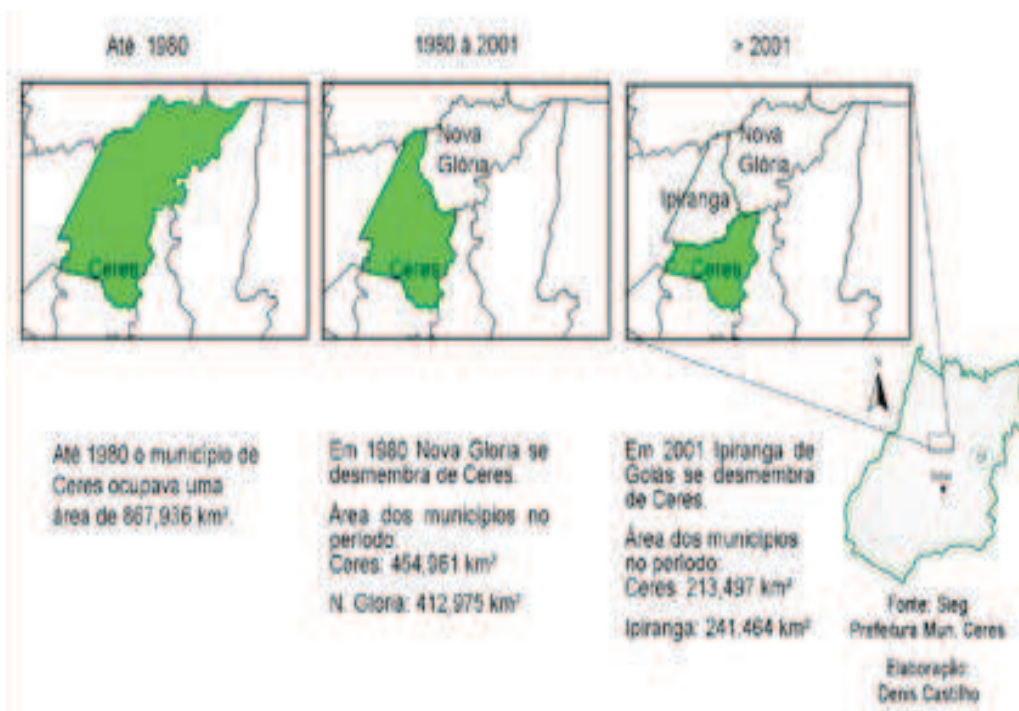 Até 1980
1980 à 2001
> 2001
Ceres
Nova
Glória
Ceres
Nova
Glória
Ipiranga
Ceres
N
Até 1980 o município de
Ceres ocupava uma
área de 867,936 km².
Em 1980 Nova Gloria se
desmembra de Ceres.
Área dos municípios no
período:
Ceres: 454,961 km²
N. Gloria: 412,975 km²
Em 2001 Ipiranga de
Goiás se desmembra
de Ceres.
Área dos municípios
no período:
Ceres: 213,497 km²
Ipiranga: 241.464 km²
Fonte: Sieg
Prefeitura Mun. Ceres
Elaboração:
Denis Castilho